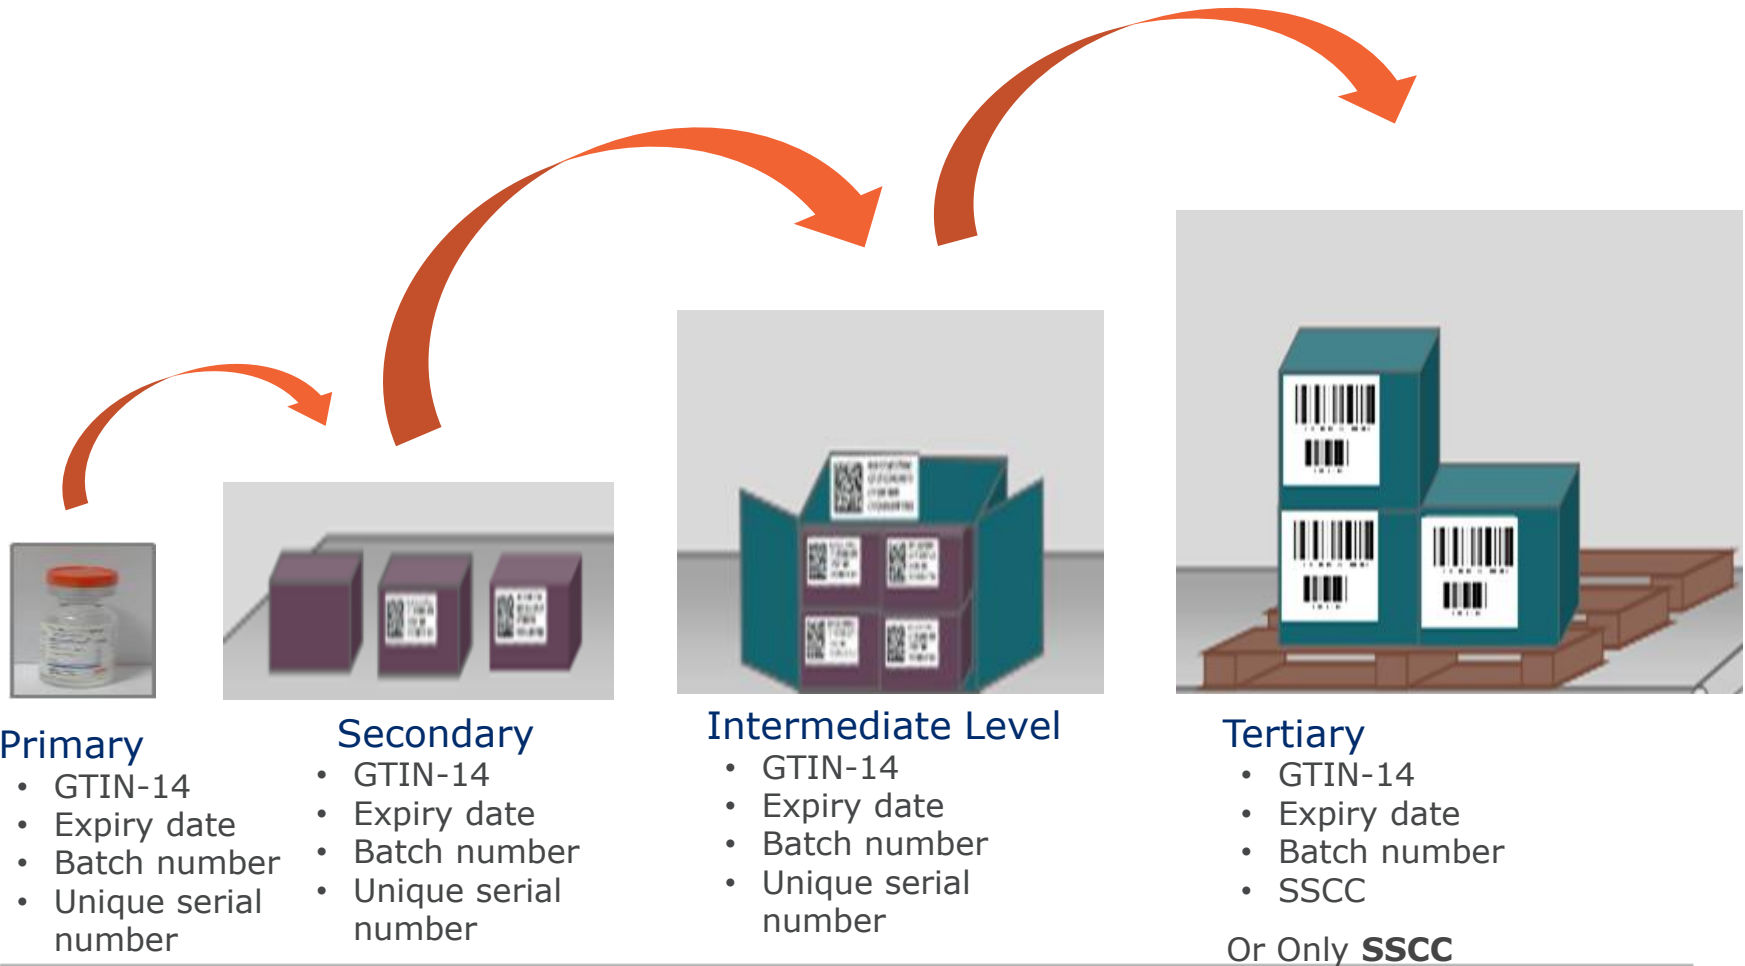 Primary
• GTIN-14
• Expiry date
• Batch number
• Unique serial
number
Secondary
• GTIN-14
• Expiry date
• Batch number
• Unique serial
number
Intermediate Level
• GTIN-14
• Expiry date
• Batch number
• Unique serial
number
Tertiary
• GTIN-14
• Expiry date
• Batch number
• SSCC
Or Only SSCC